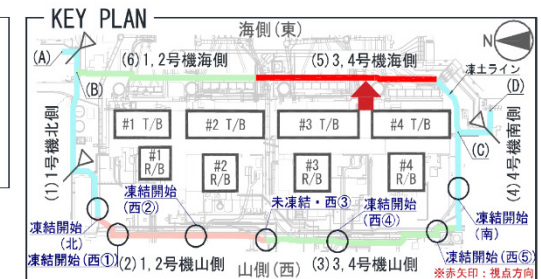 KEY PLAN
海側(東)
N
(A)
(6)1,2号機海側
(5)3,4号機海側
凍土ライン
(B)
(D)
#1 T/B
#2 T/B
#3 T/B
#4 T/B
(C)
(1)1号機北側
(4)4号機南側
#1
R/B
#2
R/B
#3
R/B
#4
R/B
凍結開始
(西②)
未凍結・西③
凍結開始
(西④)
凍結開始
(北)
凍結開始(西①)
凍結開始
(南)
(2)1,2号機山側
山側(西)
(3)3,4号機山側
凍結開始(西⑤)
※赤矢印:視点方向